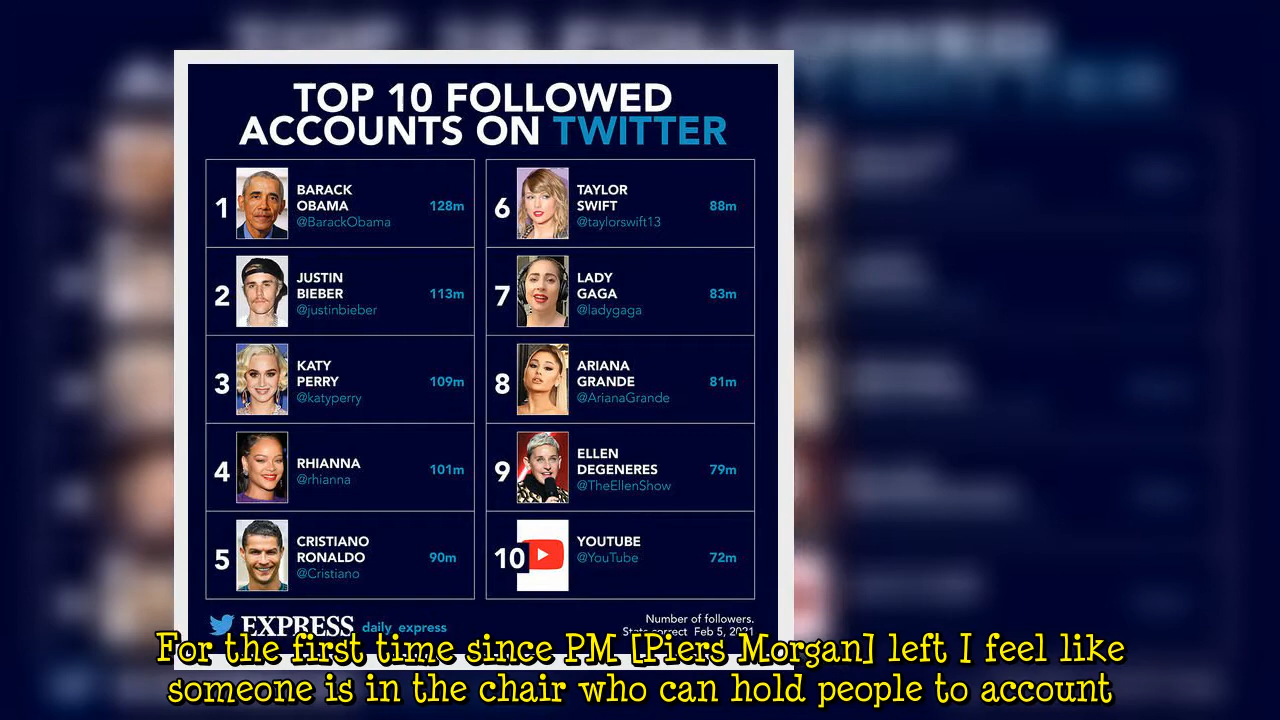 TOP 10 FOLLOWED
ACCOUNTS ON TWITTER
1
BARACK
OBAMA
@BarackObama
128m
2
JUSTIN
BIEBER
@justinbieber
113m
3
KATY
PERRY
@katyperry
109m
4
RHIANNA
@rhianna
101m
5
CRISTIANO
RONALDO
@Cristiano
90m
6
TAYLOR
SWIFT
@taylorswift13
88m
7
LADY
GAGA
@ladygaga
83m
8
ARIANA
GRANDE
@ArianaGrande
81m
9
ELLEN
DEGENERES
@TheEllenShow
79m
10
YOUTUBE
@YouTube
72m
EXPRESS daily_express
Number of followers.
Feb 5, 2021
For the first time since PM [Piers Morgan] left I feel like
someone is in the chair who can hold people to account